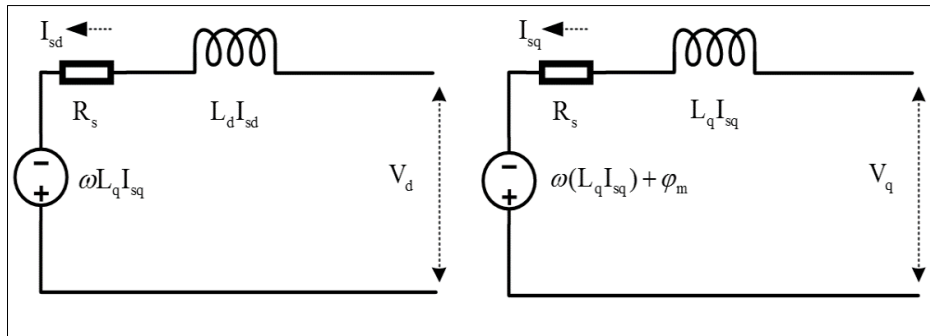 I_sd
R_s
L_d I_sd
−
+
ωL_q I_sq
V_d
I_sq
R_s
L_q I_sq
−
+
ω(L_q I_sq) + φ_m
V_q